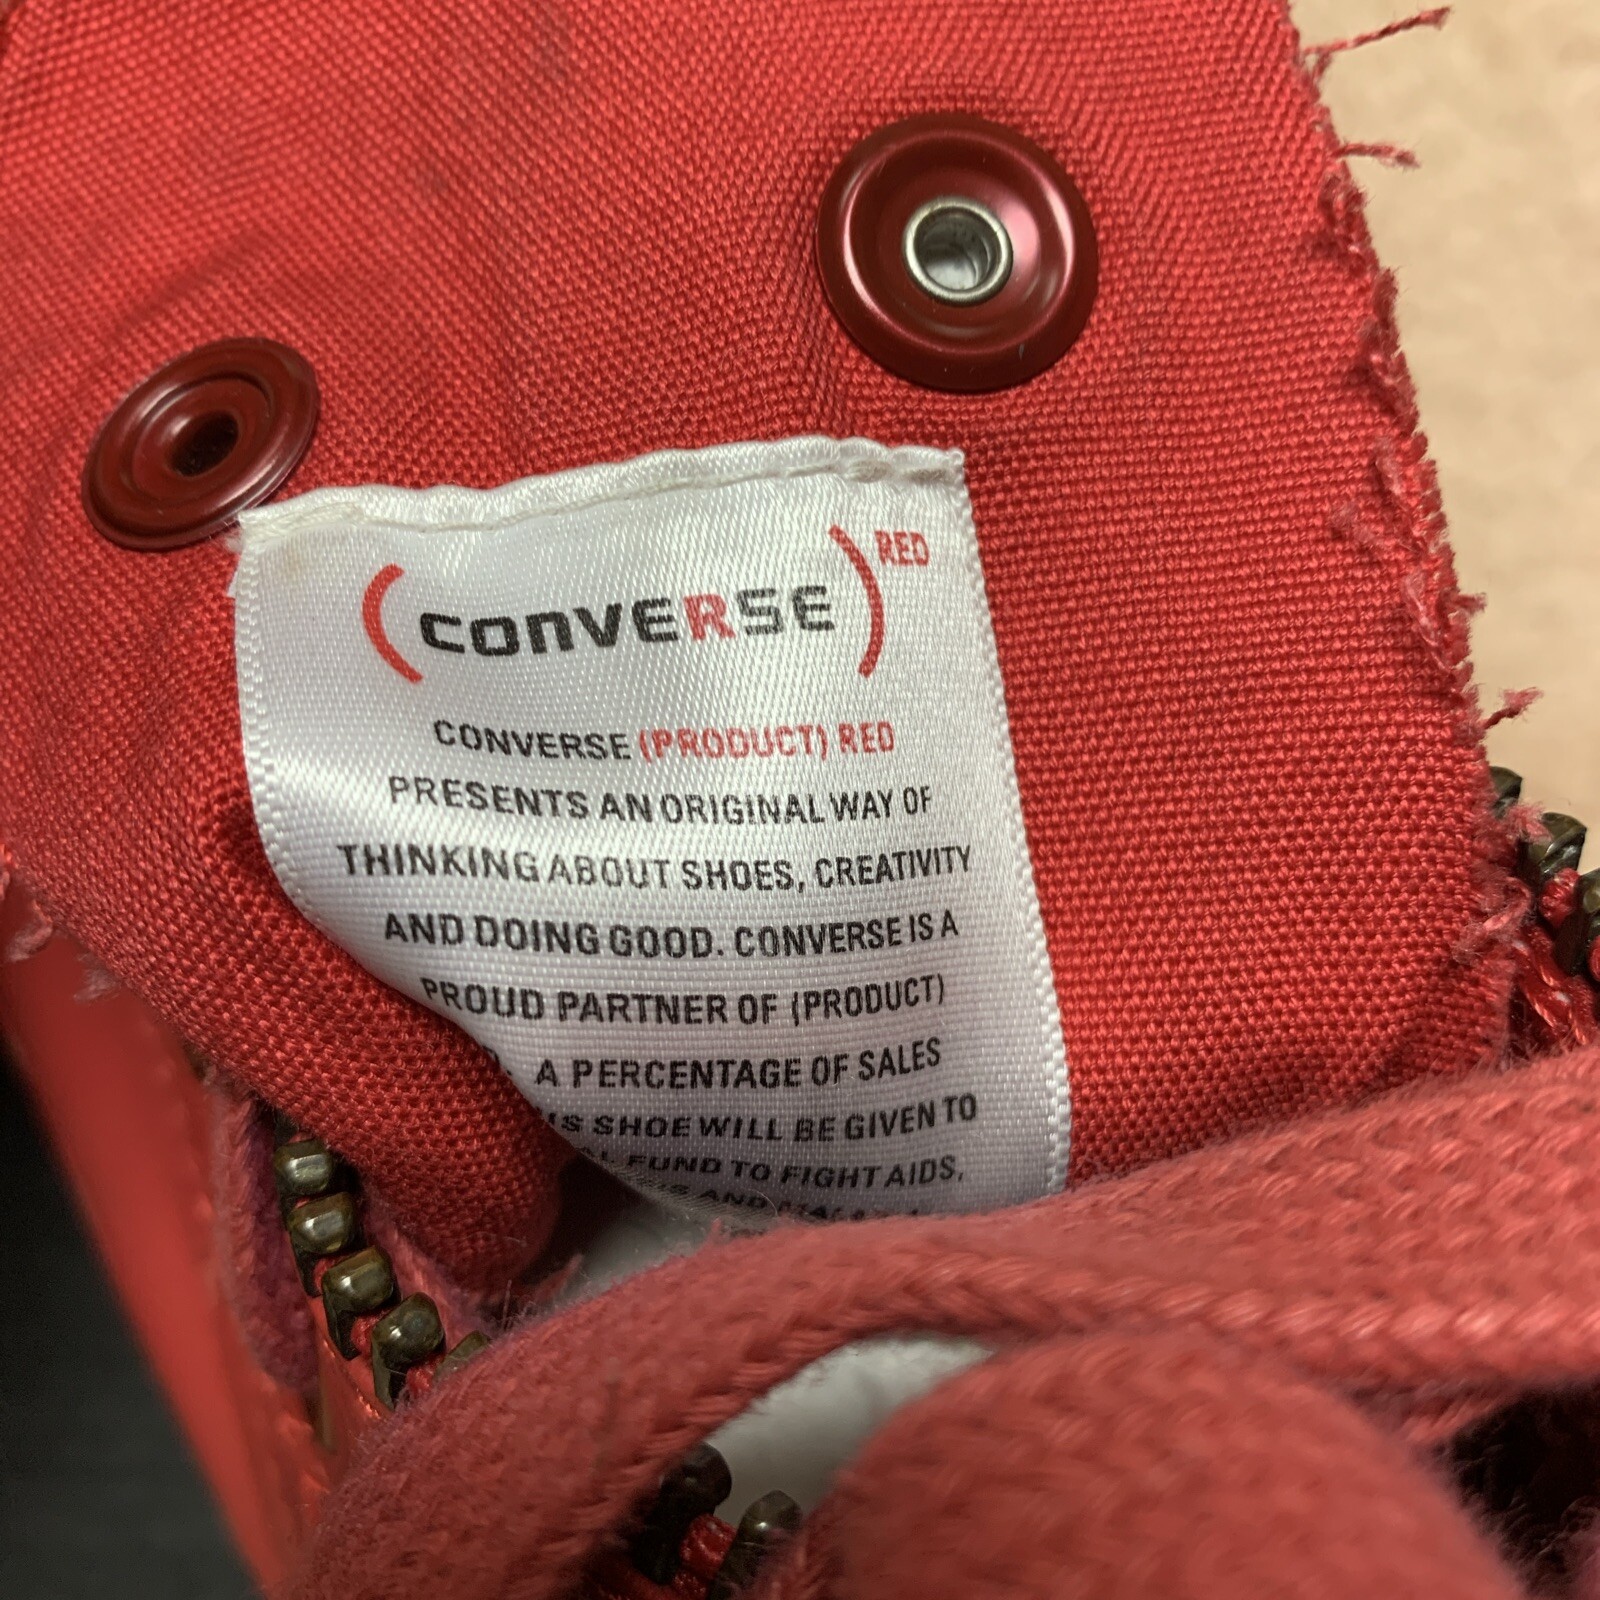 (CONVERSE) RED
CONVERSE (PRODUCT) RED
PRESENTS AN ORIGINAL WAY OF
THINKING ABOUT SHOES, CREATIVITY
AND DOING GOOD. CONVERSE IS A
PROUD PARTNER OF (PRODUCT)
A PERCENTAGE OF SALES
SHOE WILL BE GIVEN TO
FUND TO FIGHT AIDS,
AND